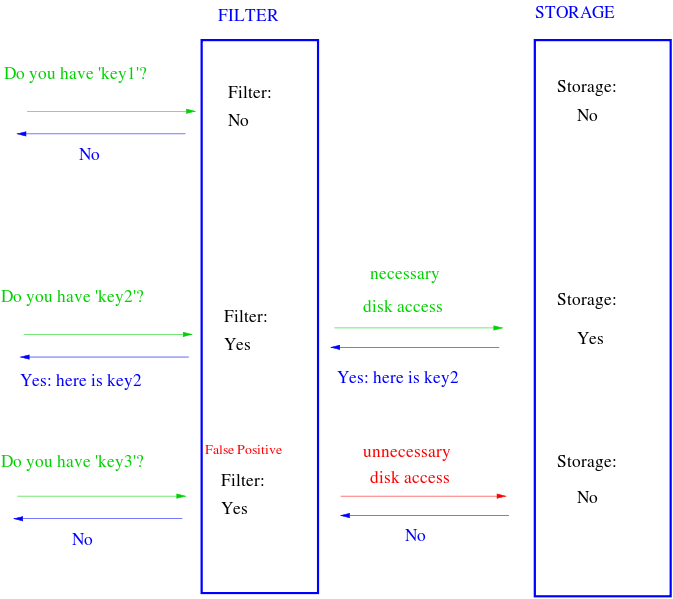 FILTER
STORAGE
Do you have 'key1'?
Filter:
No
Storage:
No
No
Do you have 'key2'?
Filter:
Yes
necessary
disk access
Storage:
Yes
Yes: here is key2
Yes: here is key2
Do you have 'key3'?
False Positive
Filter:
Yes
unnecessary
disk access
Storage:
No
No
No